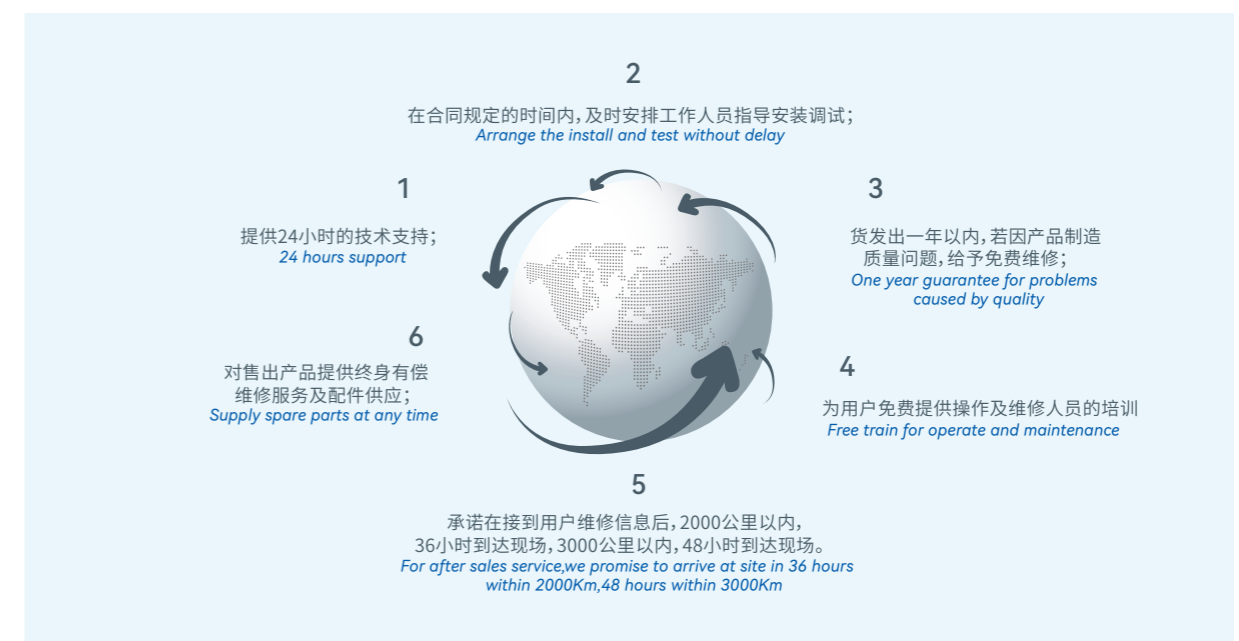 2
在合同规定的时间内,及时安排工作人员指导安装调试；
Arrange the install and test without delay
1
提供24小时的技术支持；
24 hours support
3
货发出一年以内,若因产品制造
质量问题,给予免费维修；
One year guarantee for problems
caused by quality
6
对售出产品提供终身有偿
维修服务及配件供应；
Supply spare parts at any time
4
为用户免费提供操作及维修人员的培训
Free train for operate and maintenance
5
承诺在接到用户维修信息后,2000公里以内,
36小时到达现场,3000公里以内,48小时到达现场。
For after sales service,we promise to arrive at site in 36 hours
within 2000Km,48 hours within 3000Km